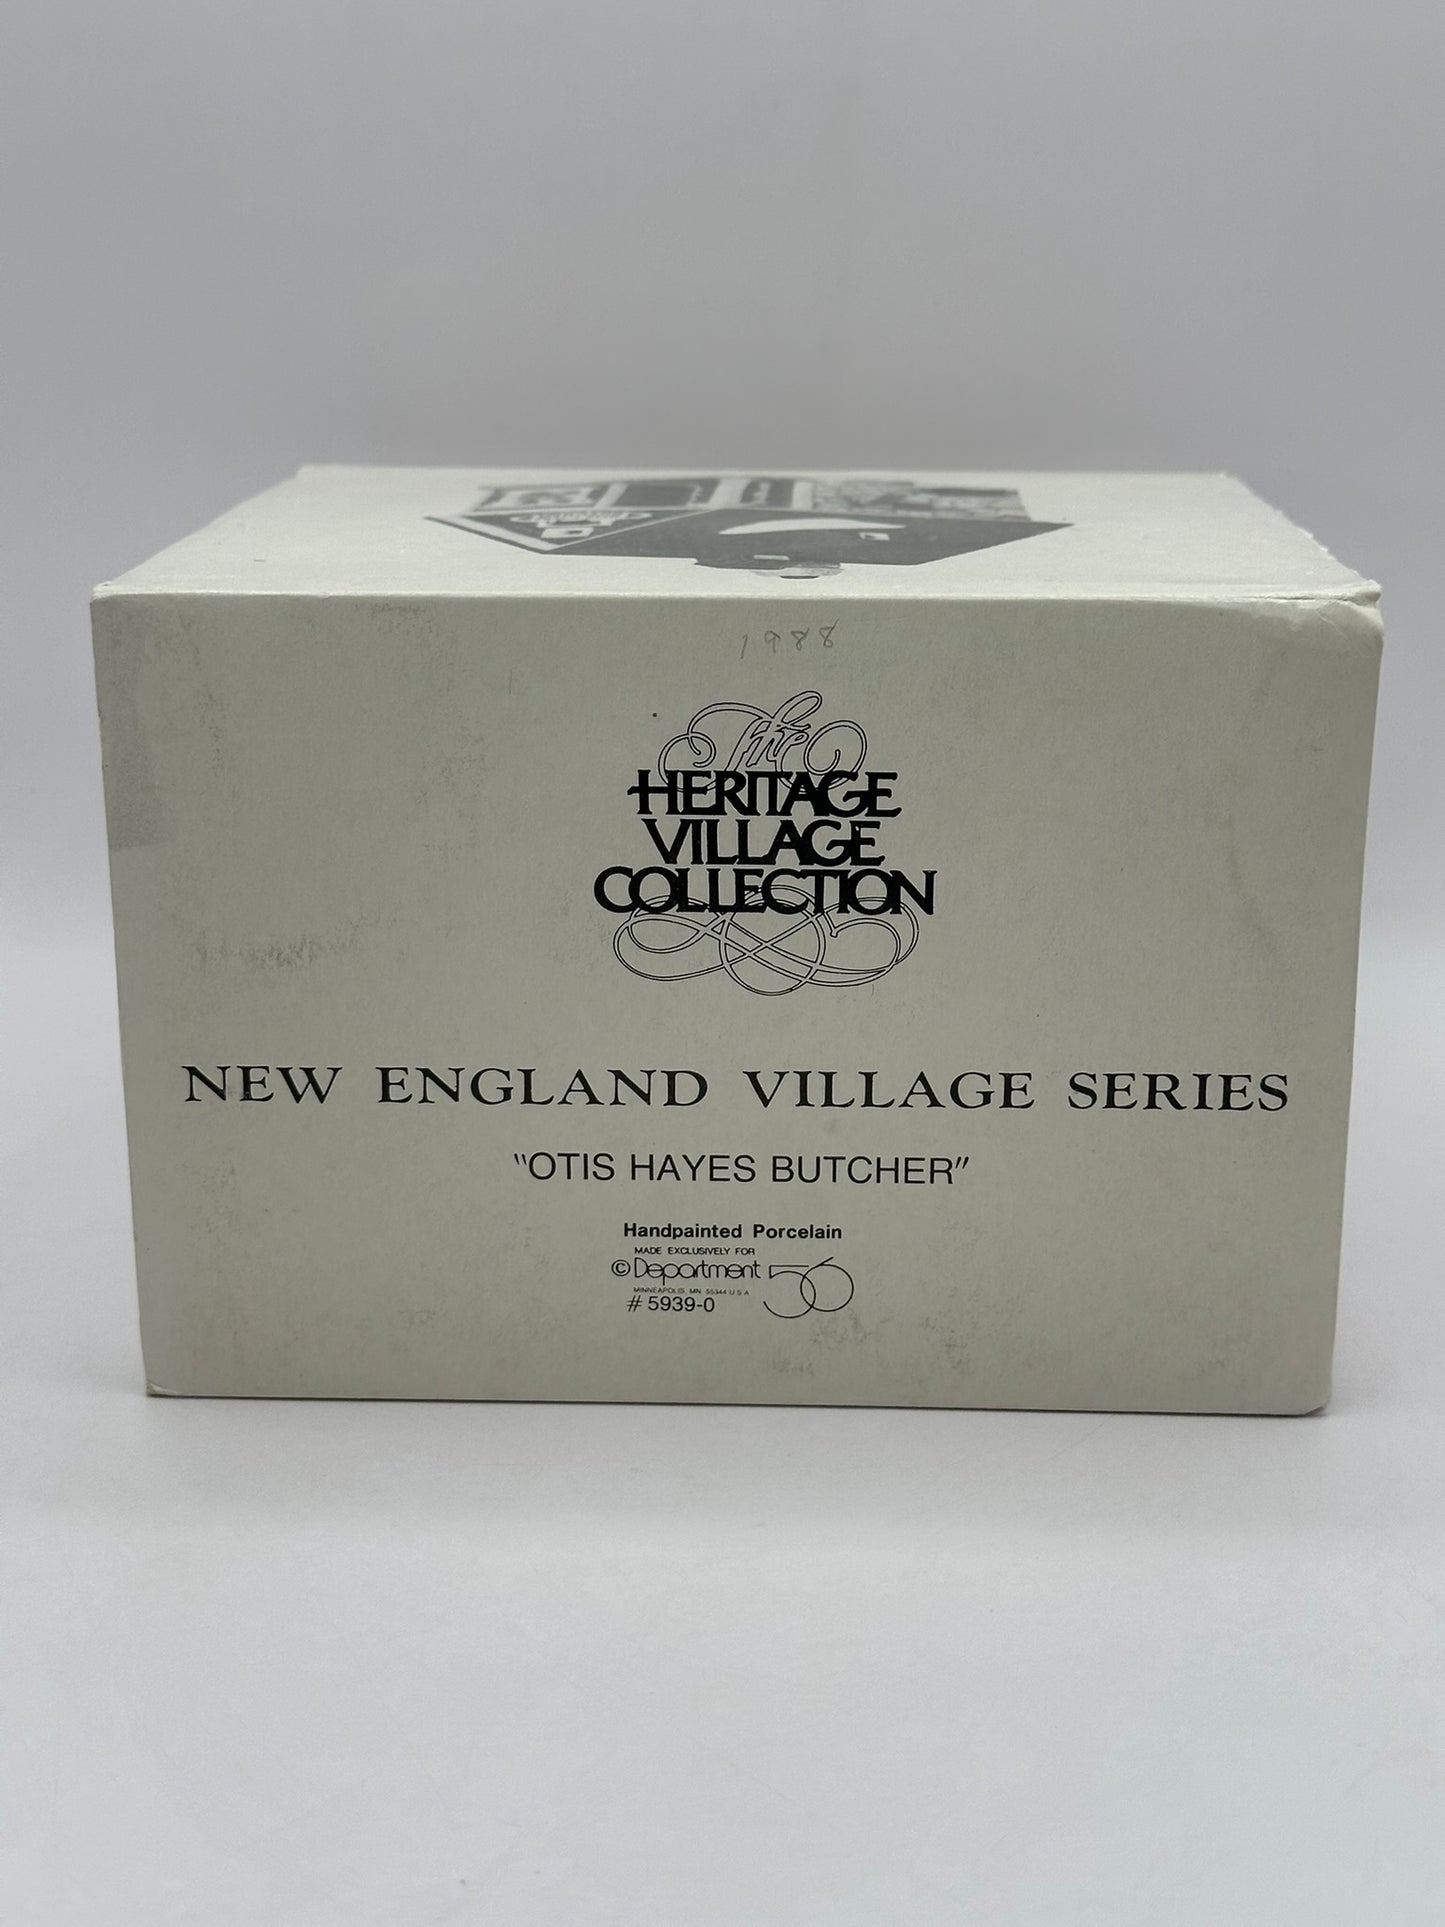 1988
The
HERITAGE
VILLAGE
COLLECTION
NEW ENGLAND VILLAGE SERIES
"OTIS HAYES BUTCHER"
Handpainted Porcelain
MADE EXCLUSIVELY FOR
© Department 56
MINNEAPOLIS, MN 55344 U S A
# 5939-0